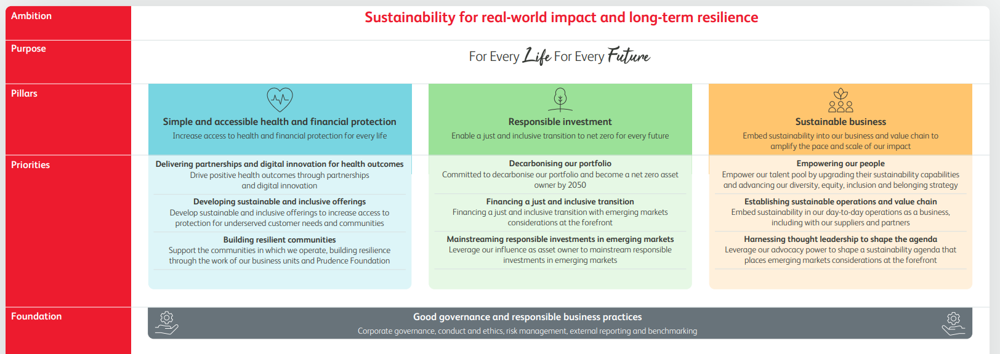 Ambition
Sustainability for real-world impact and long-term resilience
Purpose
For Every Life For Every Future
Pillars
Simple and accessible health and financial protection
Increase access to health and financial protection for every life
Responsible investment
Enable a just and inclusive transition to net zero for every future
Sustainable business
Embed sustainability into our business and value chain to
amplify the pace and scale of our impact
Priorities
Delivering partnerships and digital innovation for health outcomes
Drive positive health outcomes through partnerships
and digital innovation
Developing sustainable and inclusive offerings
Develop sustainable and inclusive offerings to increase access to
protection for underserved customer needs and communities
Building resilient communities
Support the communities in which we operate, building resilience
through the work of our business units and Prudence Foundation
Decarbonising our portfolio
Committed to decarbonise our portfolio and become a net zero asset
owner by 2050
Financing a just and inclusive transition
Financing a just and inclusive transition with emerging markets
considerations at the forefront
Mainstreaming responsible investments in emerging markets
Leverage our influence as asset owner to mainstream responsible
investments in emerging markets
Empowering our people
Empower our talent pool by upgrading their sustainability capabilities
and advancing our diversity, equity, inclusion and belonging strategy
Establishing sustainable operations and value chain
Embed sustainability in our day-to-day operations as a business,
including with our suppliers and partners
Harnessing thought leadership to shape the agenda
Leverage our advocacy power to shape a sustainability agenda that
places emerging markets considerations at the forefront
Foundation
Good governance and responsible business practices
Corporate governance, conduct and ethics, risk management, external reporting and benchmarking